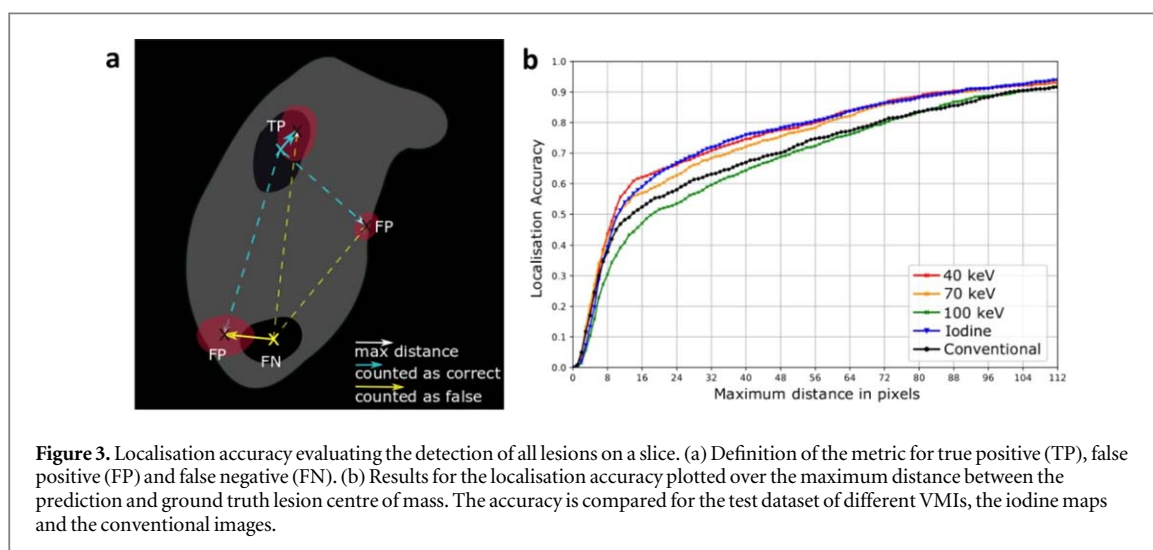 a
TP
FP
FP
FN
max distance
counted as correct
counted as false
b
Localisation Accuracy
1.0
0.9
0.8
0.7
0.6
0.5
0.4
0.3
0.2
0.1
0.0
0 8 16 24 32 40 48 56 64 72 80 88 96 104 112
Maximum distance in pixels
40 keV
70 keV
100 keV
Iodine
Conventional
Figure 3. Localisation accuracy evaluating the detection of all lesions on a slice. (a) Definition of the metric for true positive (TP), false
positive (FP) and false negative (FN). (b) Results for the localisation accuracy plotted over the maximum distance between the
prediction and ground truth lesion centre of mass. The accuracy is compared for the test dataset of different VMIs, the iodine maps
and the conventional images.